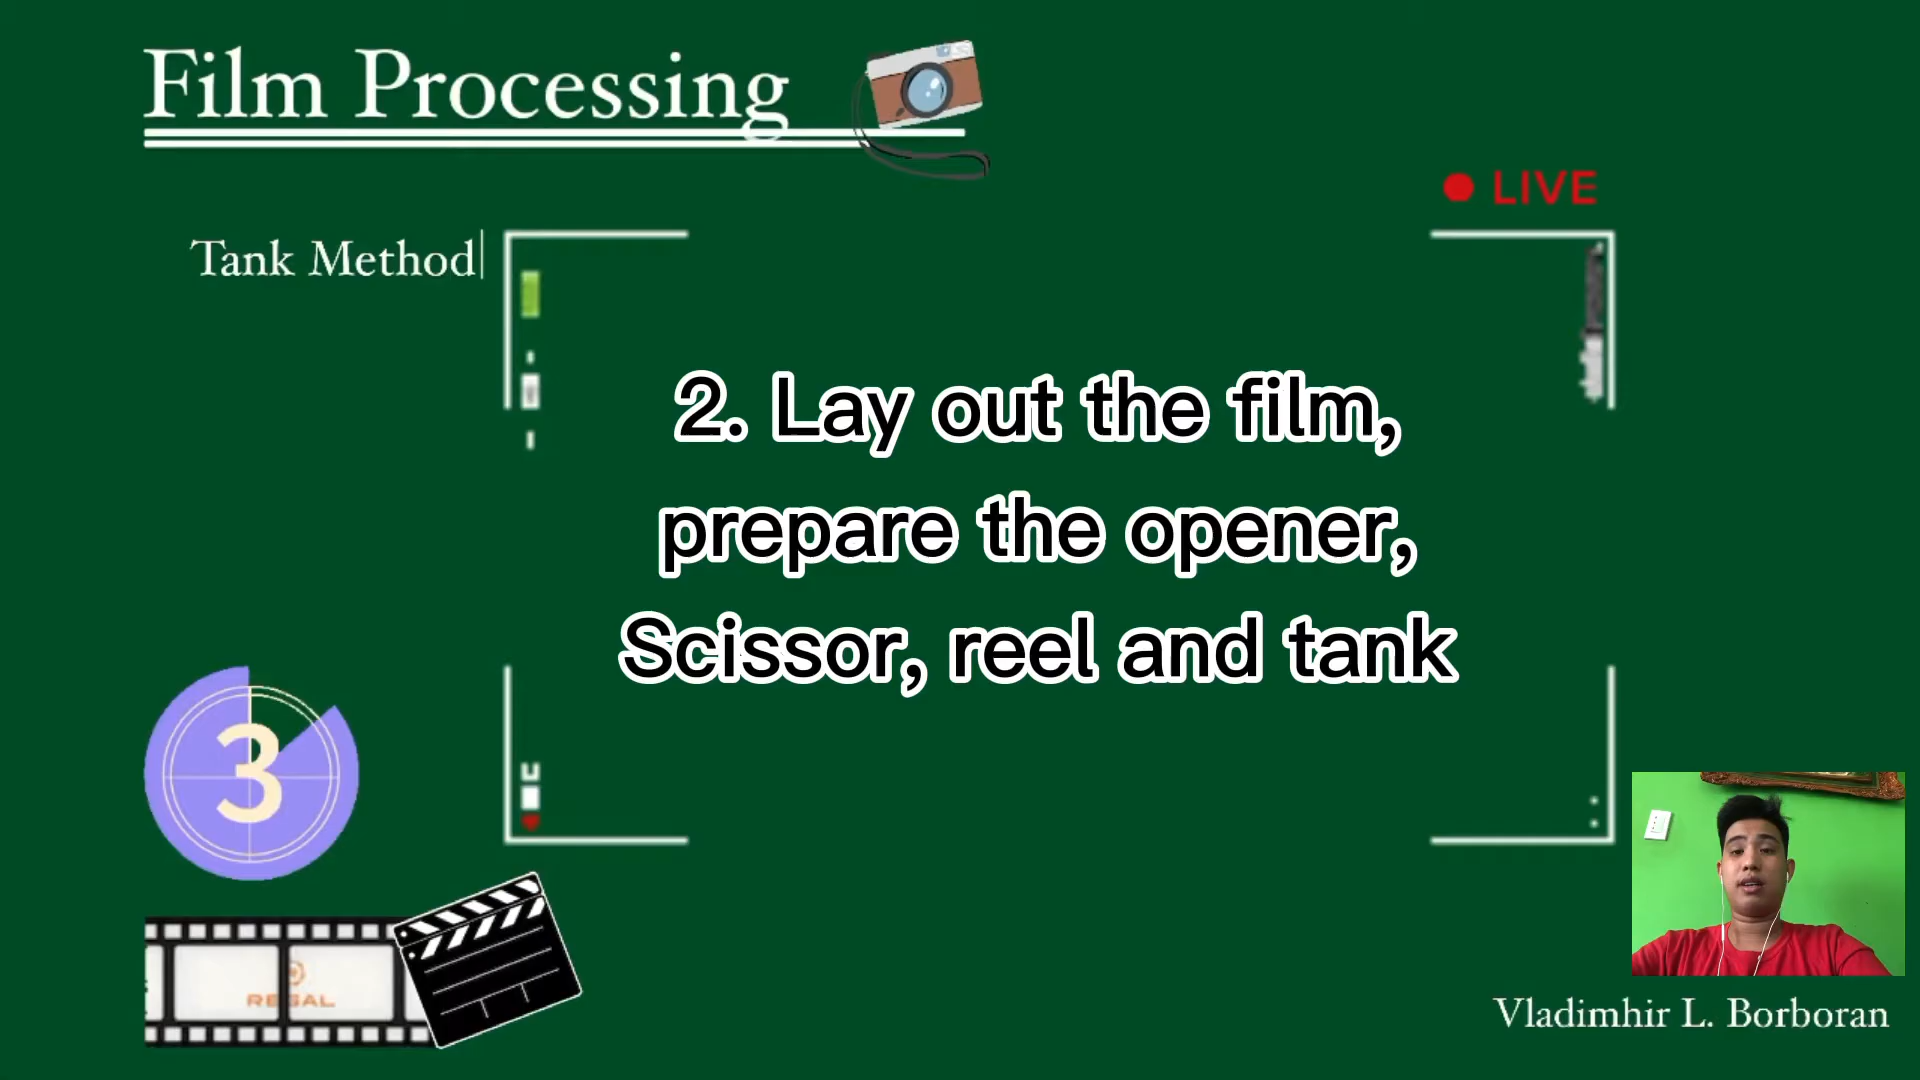 Film Processing
LIVE
Tank Method
2. Lay out the film,
prepare the opener,
Scissor, reel and tank
3
REGAL
Vladimhir L. Borboran